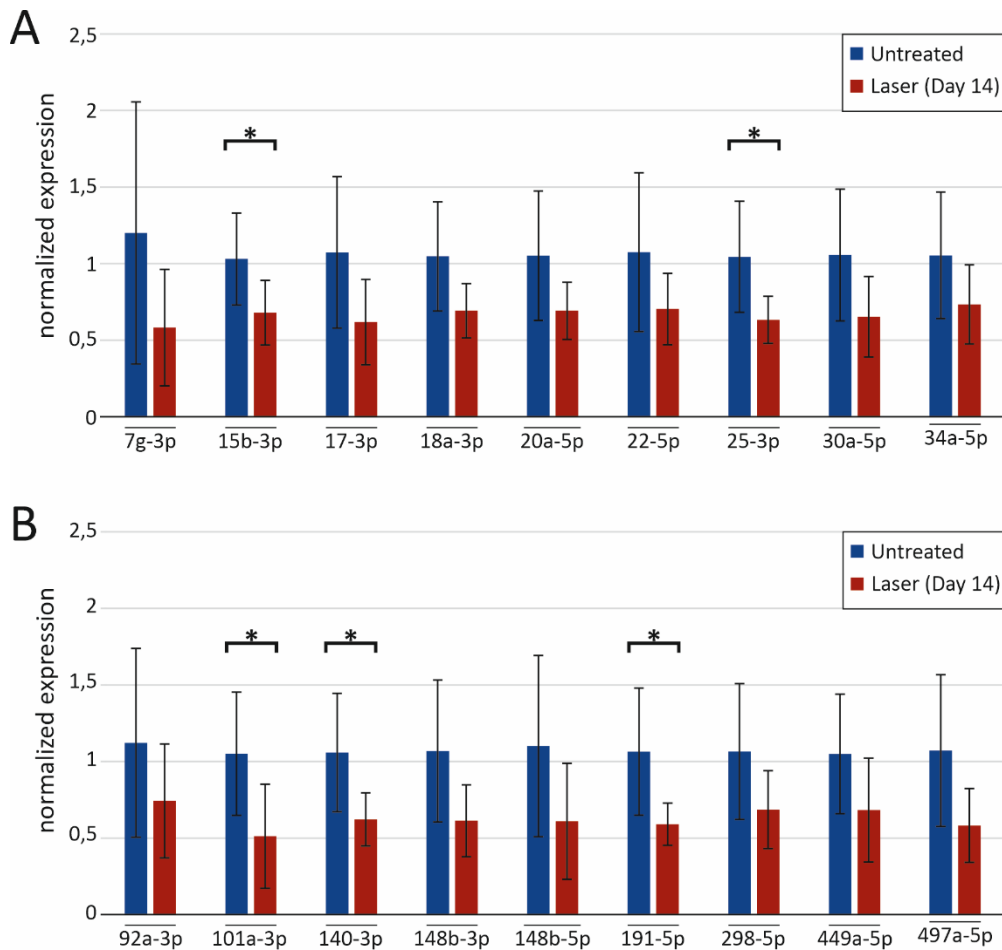 A
2,5
2
1,5
1
0,5
0
normalized expression
Untreated
Laser (Day 14)
*
*
7g-3p 15b-3p 17-3p 18a-3p 20a-5p 22-5p 25-3p 30a-5p 34a-5p
B
2,5
2
1,5
1
0,5
0
normalized expression
Untreated
Laser (Day 14)
*
*
*
92a-3p 101a-3p 140-3p 148b-3p 148b-5p 191-5p 298-5p 449a-5p 497a-5p